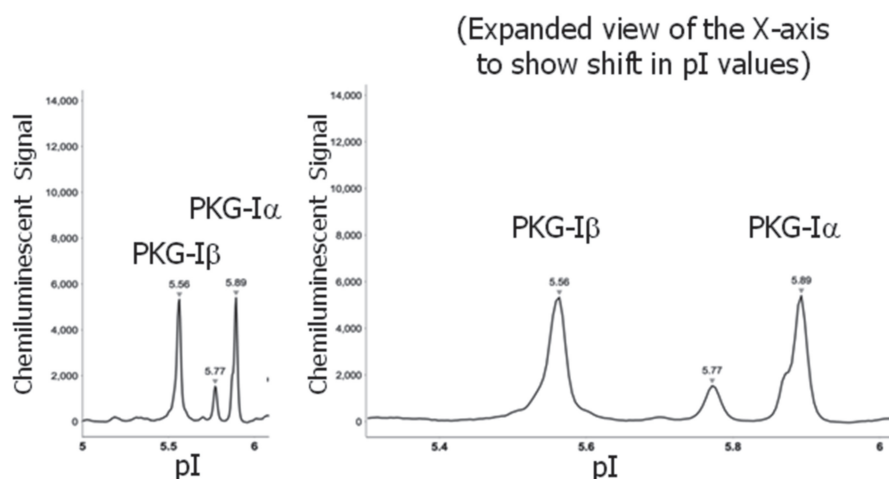 (Expanded view of the X-axis
to show shift in pI values)
Chemiluminescent Signal
14,000
12,000
10,000
8,000
6,000
4,000
2,000
0
PKG-Iα
PKG-Iβ
5.56
5.89
5.77
5
5.5
6
pI
Chemiluminescent Signal
14,000
12,000
10,000
8,000
6,000
4,000
2,000
0
PKG-Iβ
PKG-Iα
5.56
5.89
5.77
5.4
5.6
5.8
6
pI